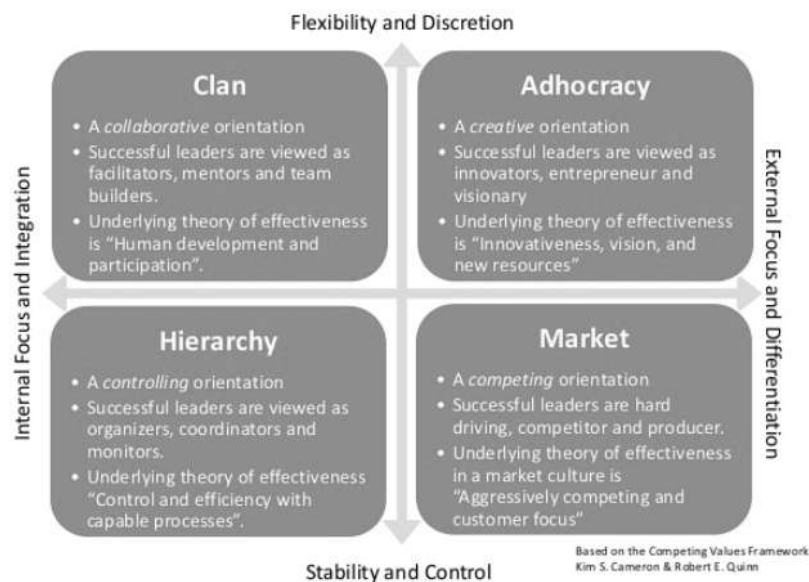 Flexibility and Discretion
Clan
• A collaborative orientation
• Successful leaders are viewed as
facilitators, mentors and team
builders.
• Underlying theory of effectiveness
is “Human development and
participation”.
Adhocracy
• A creative orientation
• Successful leaders are viewed as
innovators, entrepreneur and
visionary
• Underlying theory of effectiveness
is “Innovativeness, vision, and
new resources”
Internal Focus and Integration
External Focus and Differentiation
Hierarchy
• A controlling orientation
• Successful leaders are viewed as
organizers, coordinators and
monitors.
• Underlying theory of effectiveness
“Control and efficiency with
capable processes”.
Market
• A competing orientation
• Successful leaders are hard
driving, competitor and producer.
• Underlying theory of effectiveness
in a market culture is
“Aggressively competing and
customer focus”
Stability and Control
Based on the Competing Values Framework
Kim S. Cameron & Robert E. Quinn